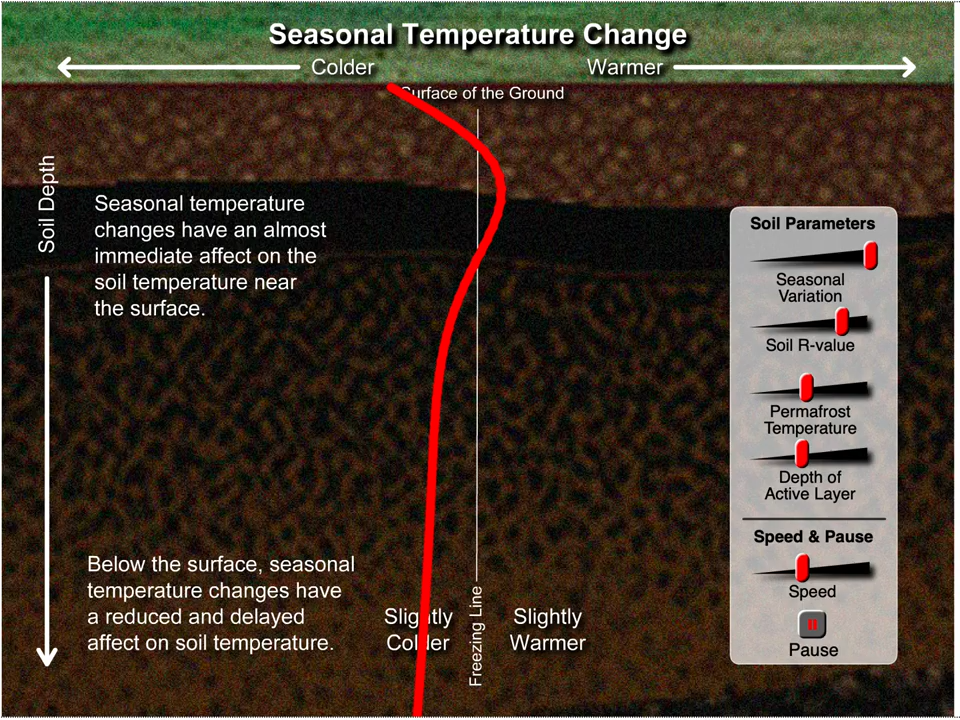 Seasonal Temperature Change
Colder
Warmer
Surface of the Ground
Soil Depth
Seasonal temperature
changes have an almost
immediate affect on the
soil temperature near
the surface.
Soil Parameters
Seasonal
Variation
Soil R-value
Permafrost
Temperature
Depth of
Active Layer
Speed & Pause
Speed
Pause
Below the surface, seasonal
temperature changes have
a reduced and delayed
affect on soil temperature.
Slightly
Colder
Freezing Line
Slightly
Warmer